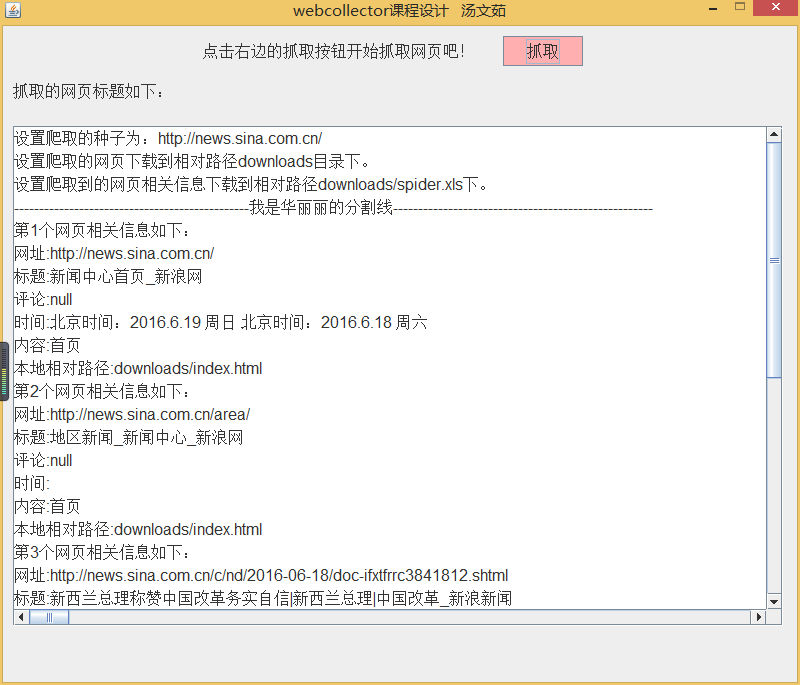 webcollector课程设计 汤文茹
点击右边的抓取按钮开始抓取网页吧！
抓取
抓取的网页标题如下：
设置爬取的种子为：http://news.sina.com.cn/
设置爬取的网页下载到相对路径downloads目录下。
设置爬取到的网页相关信息下载到相对路径downloads/spider.xls下。
-----------------------------------------------我是华丽丽的分割线----------------------------------------------------
第1个网页相关信息如下：
网址:http://news.sina.com.cn/
标题:新闻中心首页_新浪网
评论:null
时间:北京时间：2016.6.19 周日 北京时间：2016.6.18 周六
内容:首页
本地相对路径:downloads/index.html
第2个网页相关信息如下：
网址:http://news.sina.com.cn/area/
标题:地区新闻_新闻中心_新浪网
评论:null
时间:
内容:首页
本地相对路径:downloads/index.html
第3个网页相关信息如下：
网址:http://news.sina.com.cn/c/nd/2016-06-18/doc-ifxtfrrc3841812.shtml
标题:新西兰总理称赞中国改革务实自信|新西兰总理|中国改革_新浪新闻